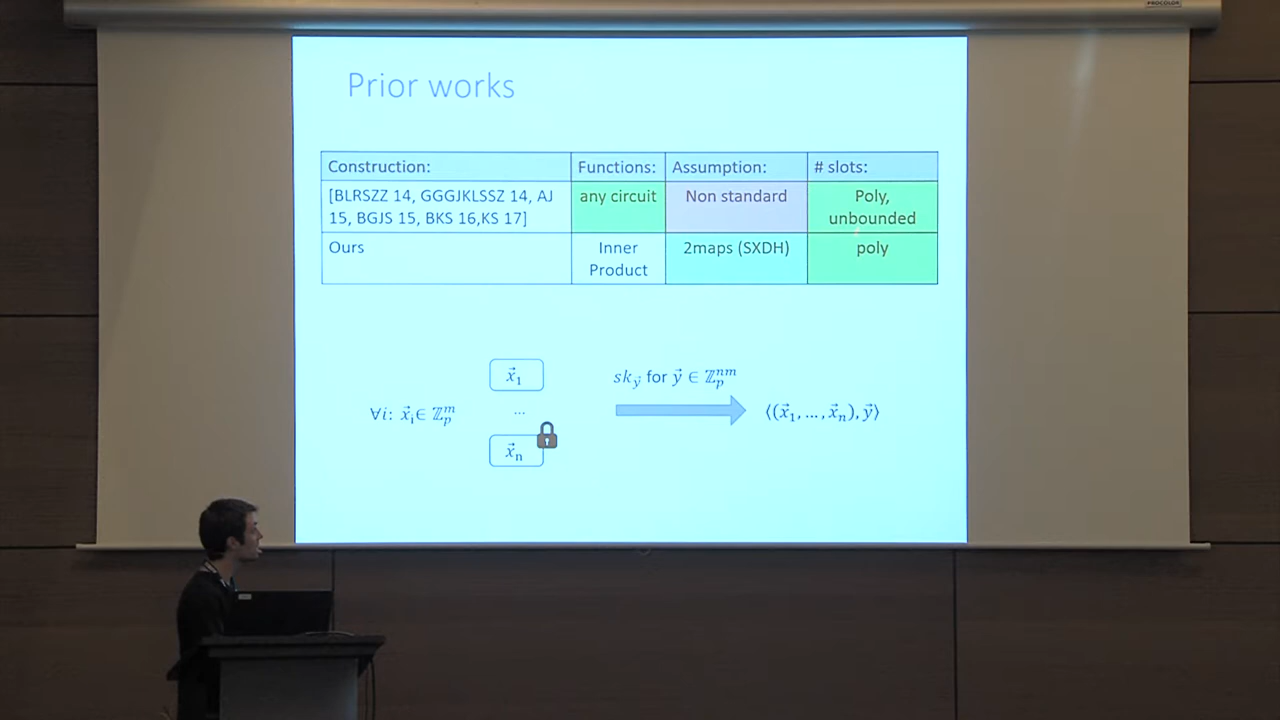 PROCOLOR
Prior works
Construction: Functions: Assumption: # slots:
[BLRSZZ 14, GGGJKLSSZ 14, AJ any circuit Non standard Poly,
15, BGJS 15, BKS 16,KS 17] unbounded
Ours Inner 2maps (SXDH) poly
Product
x⃗₁
sk_y⃗ for y⃗ ∈ ℤₚⁿᵐ
∀i: x⃗ᵢ∈ ℤₚᵐ ... ⟨(x⃗₁, ..., x⃗ₙ), y⃗⟩
x⃗ₙ